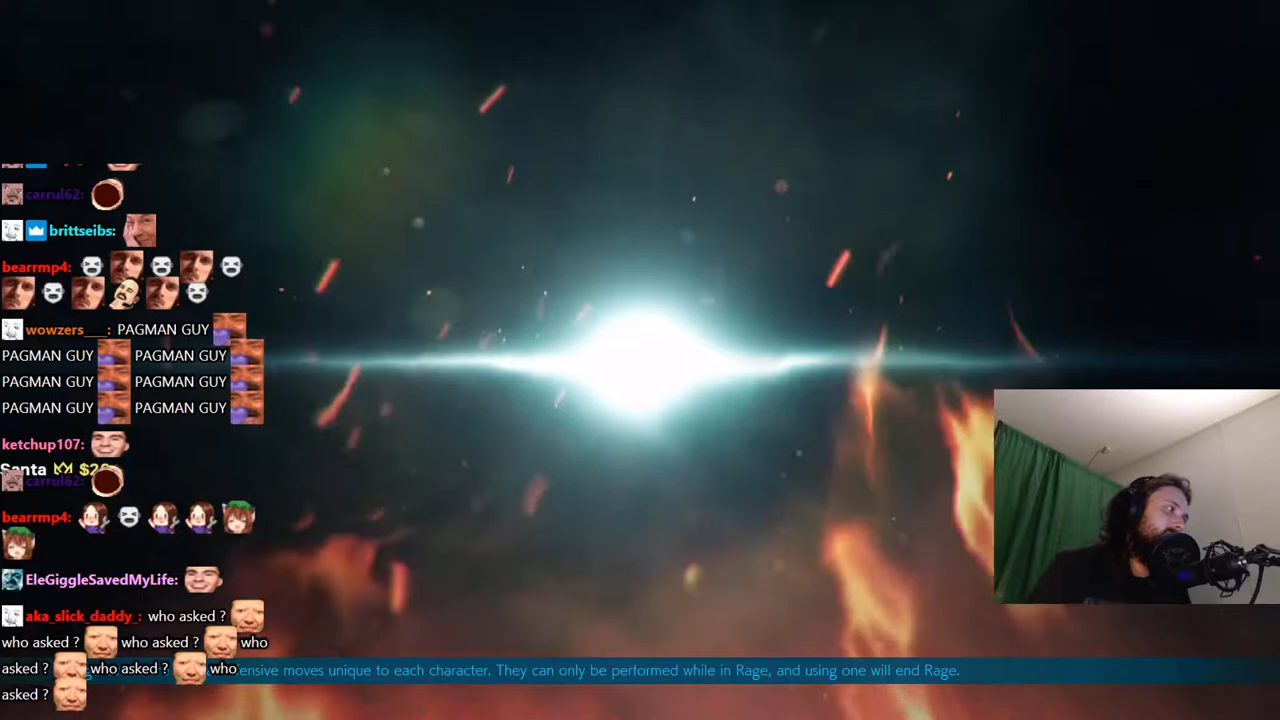 carrul62:
brittseibs:
bearrmp4:
wowzers___: PAGMAN GUY
PAGMAN GUY PAGMAN GUY
PAGMAN GUY PAGMAN GUY
PAGMAN GUY PAGMAN GUY
ketchup107:
Santa
carrul62:
bearrmp4:
EleGiggleSavedMyLife:
aka_slick_daddy_: who asked ?
who asked ? who asked ? who
asked ? who asked ? who
asked ?
moves unique to each character. They can only be performed while in Rage, and using one will end Rage.